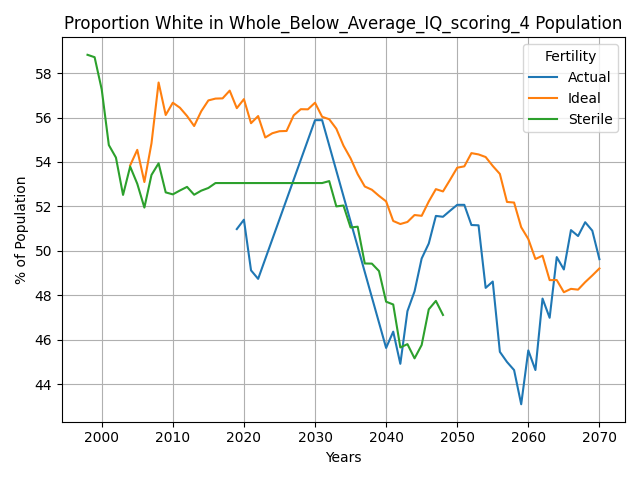 Proportion White in Whole_Below_Average_IQ_scoring_4 Population
Fertility
Actual
Ideal
Sterile
% of Population
58
56
54
52
50
48
46
44
2000 2010 2020 2030 2040 2050 2060 2070
Years